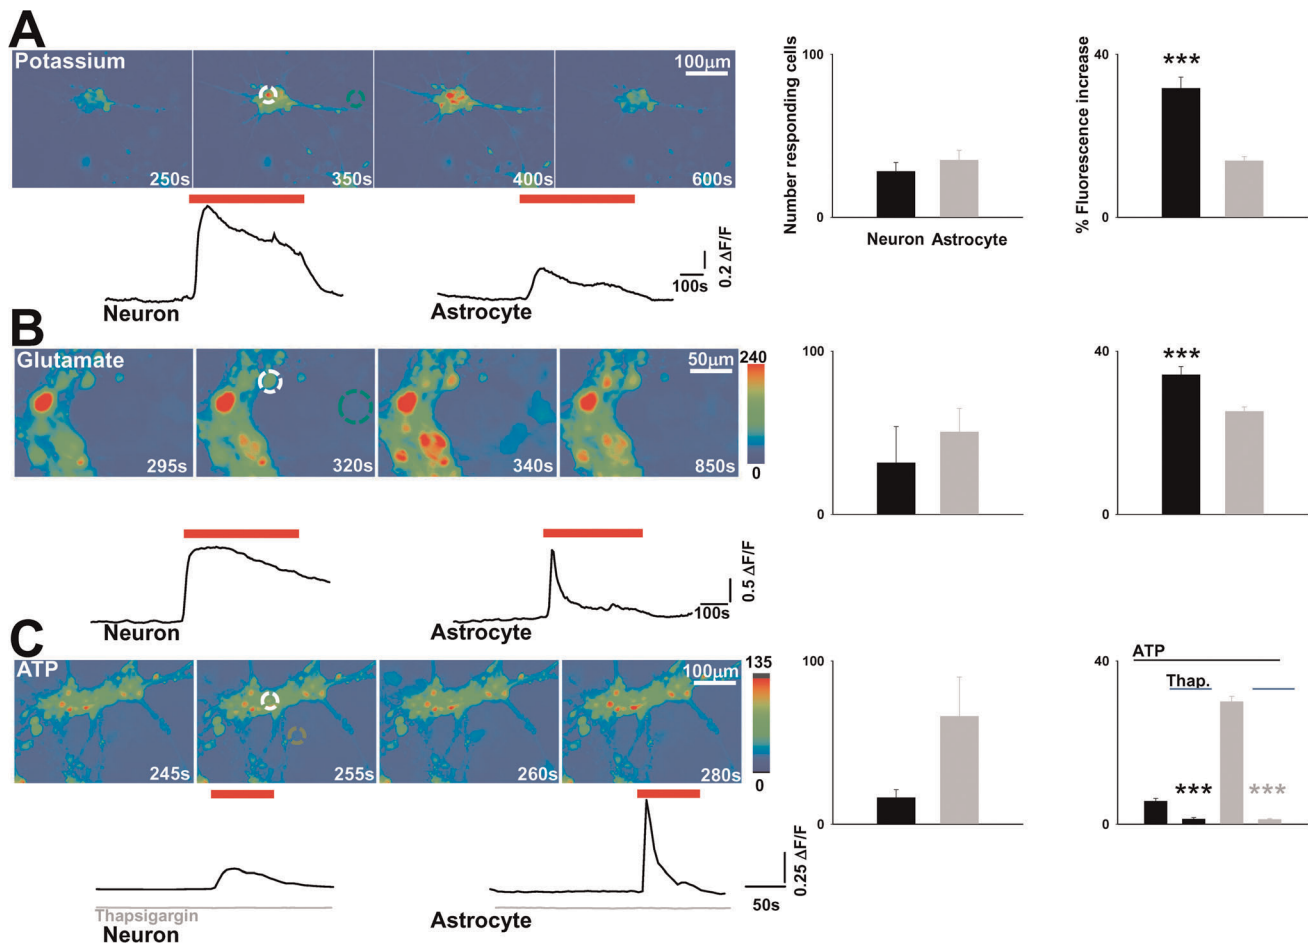 A
Potassium
100μm
250s
350s
400s
600s
0.2 ΔF/F
100s
Neuron
Astrocyte
100
Number responding cells
0
Neuron Astrocyte
40
% Fluorescence increase
0
***
B
Glutamate
50μm
240
0
295s
320s
340s
850s
0.5 ΔF/F
100s
Neuron
Astrocyte
100
0
40
0
***
C
ATP
100μm
135
0
245s
255s
260s
280s
0.25 ΔF/F
50s
Thapsigargin
Neuron
Astrocyte
100
0
ATP
Thap.
40
0
***
***